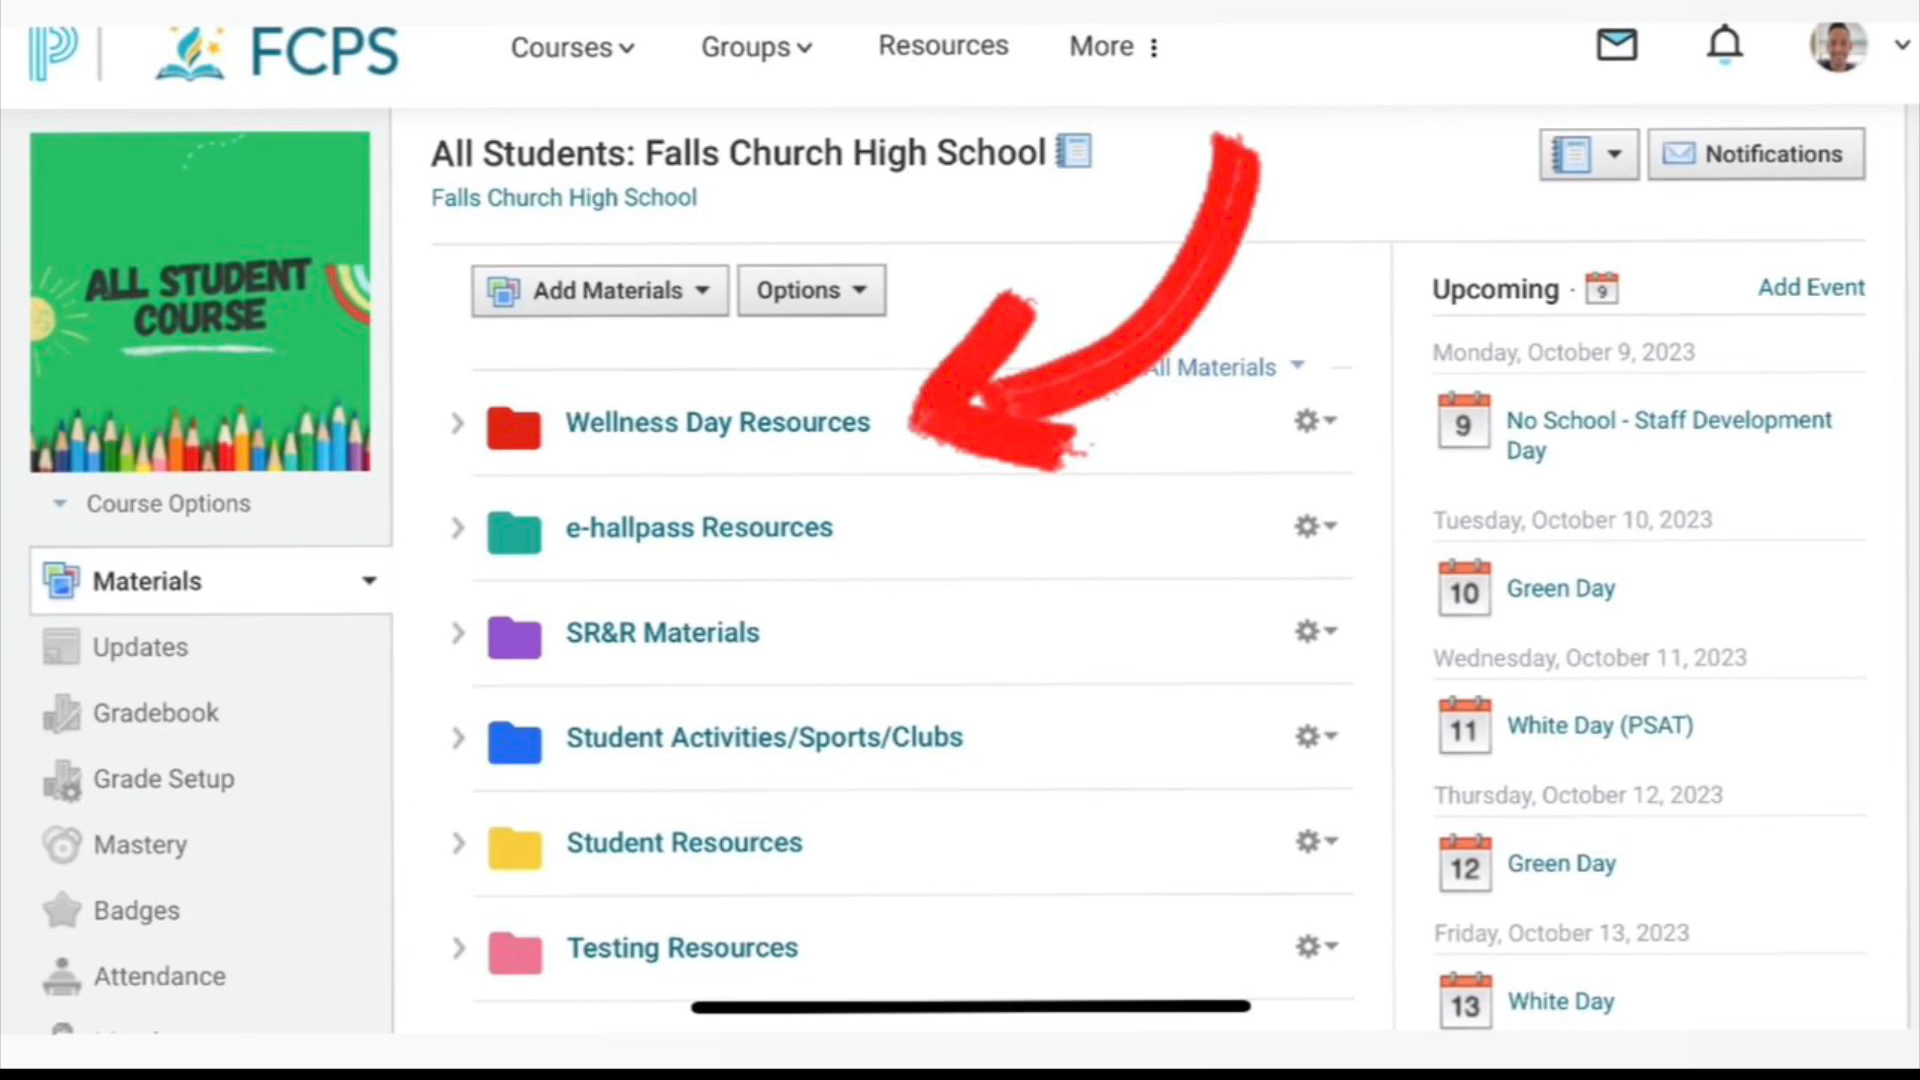 FCPS
Courses
Groups
Resources
More
All Students: Falls Church High School
Falls Church High School
Notifications
ALL STUDENT
COURSE
Add Materials
Options
All Materials
Upcoming · 9
Add Event
Monday, October 9, 2023
9
No School - Staff Development
Day
Tuesday, October 10, 2023
10
Green Day
Wednesday, October 11, 2023
11
White Day (PSAT)
Thursday, October 12, 2023
12
Green Day
Friday, October 13, 2023
13
White Day
Wellness Day Resources
e-hallpass Resources
SR&R Materials
Student Activities/Sports/Clubs
Student Resources
Testing Resources
Course Options
Materials
Updates
Gradebook
Grade Setup
Mastery
Badges
Attendance